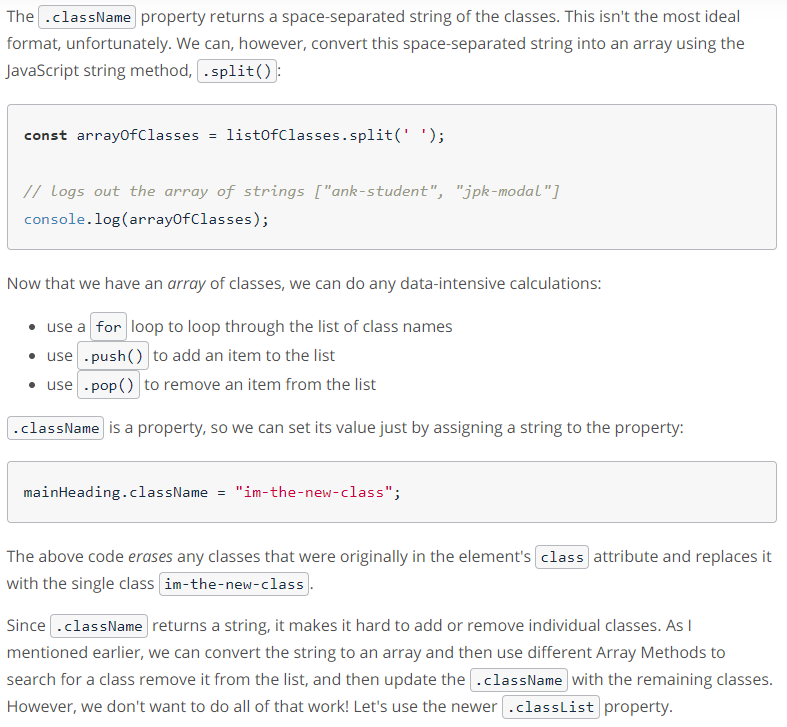 The .className property returns a space-separated string of the classes. This isn't the most ideal
format, unfortunately. We can, however, convert this space-separated string into an array using the
JavaScript string method, .split():
const arrayOfClasses = listOfClasses.split(' ');
// logs out the array of strings ["ank-student", "jpk-modal"]
console.log(arrayOfClasses);
Now that we have an array of classes, we can do any data-intensive calculations:
• use a for loop to loop through the list of class names
• use .push() to add an item to the list
• use .pop() to remove an item from the list
.className is a property, so we can set its value just by assigning a string to the property:
mainHeading.className = "im-the-new-class";
The above code erases any classes that were originally in the element's class attribute and replaces it
with the single class im-the-new-class.
Since .className returns a string, it makes it hard to add or remove individual classes. As I
mentioned earlier, we can convert the string to an array and then use different Array Methods to
search for a class remove it from the list, and then update the .className with the remaining classes.
However, we don't want to do all of that work! Let's use the newer .classList property.